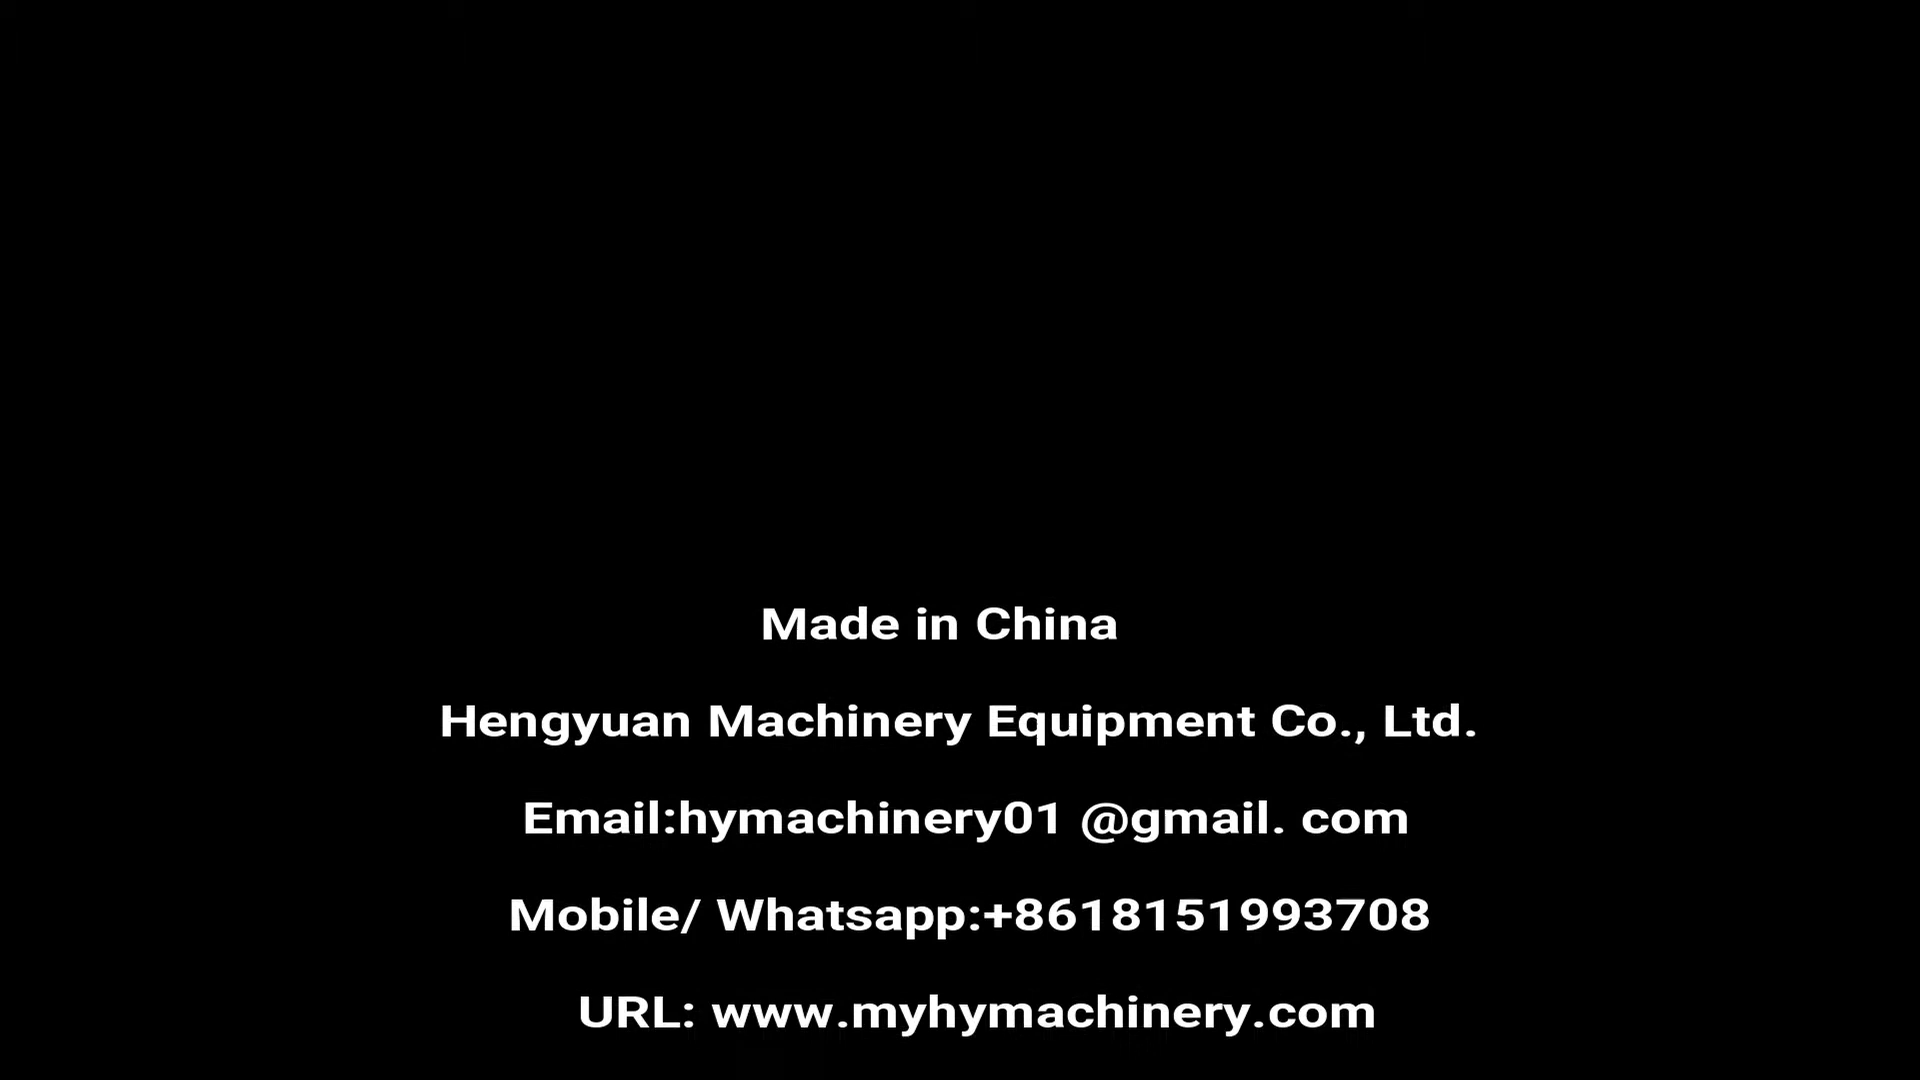 Made in China
Hengyuan Machinery Equipment Co., Ltd.
Email:hymachinery01 @gmail. com
Mobile/ Whatsapp:+8618151993708
URL: www.myhymachinery.com